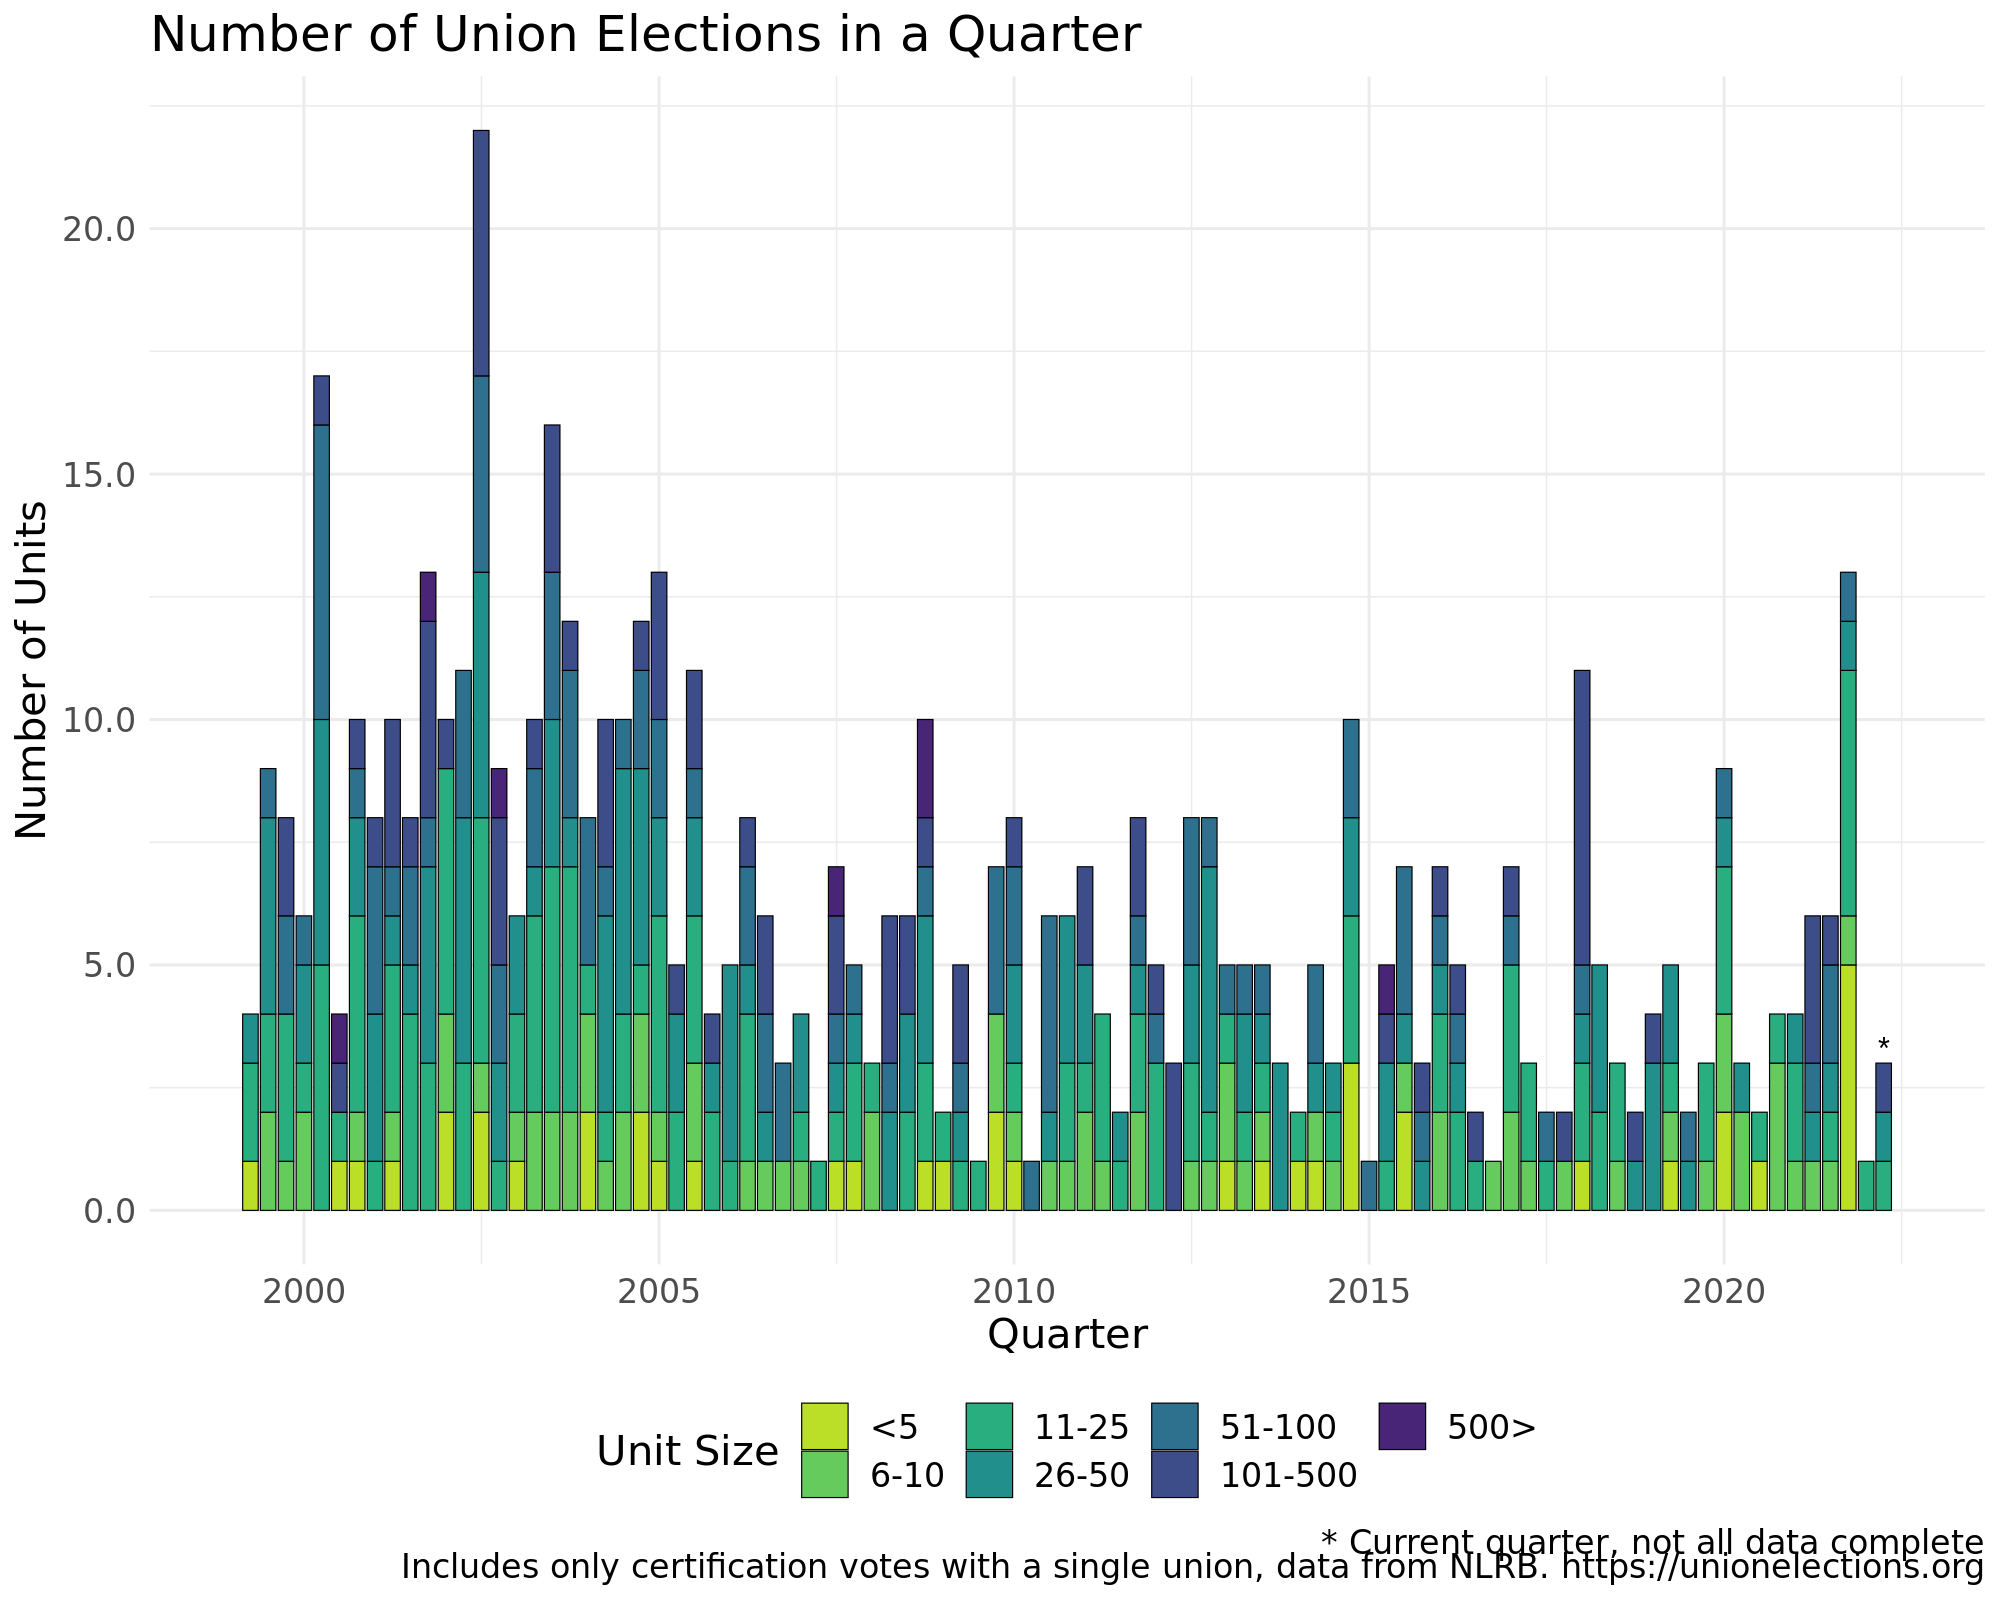 Number of Union Elections in a Quarter
Number of Units
20.0
15.0
10.0
5.0
0.0
*
2000 2005 2010 2015 2020
Quarter
Unit Size
<5 11-25 51-100 500>
6-10 26-50 101-500
* Current quarter, not all data complete
Includes only certification votes with a single union, data from NLRB. https://unionelections.org